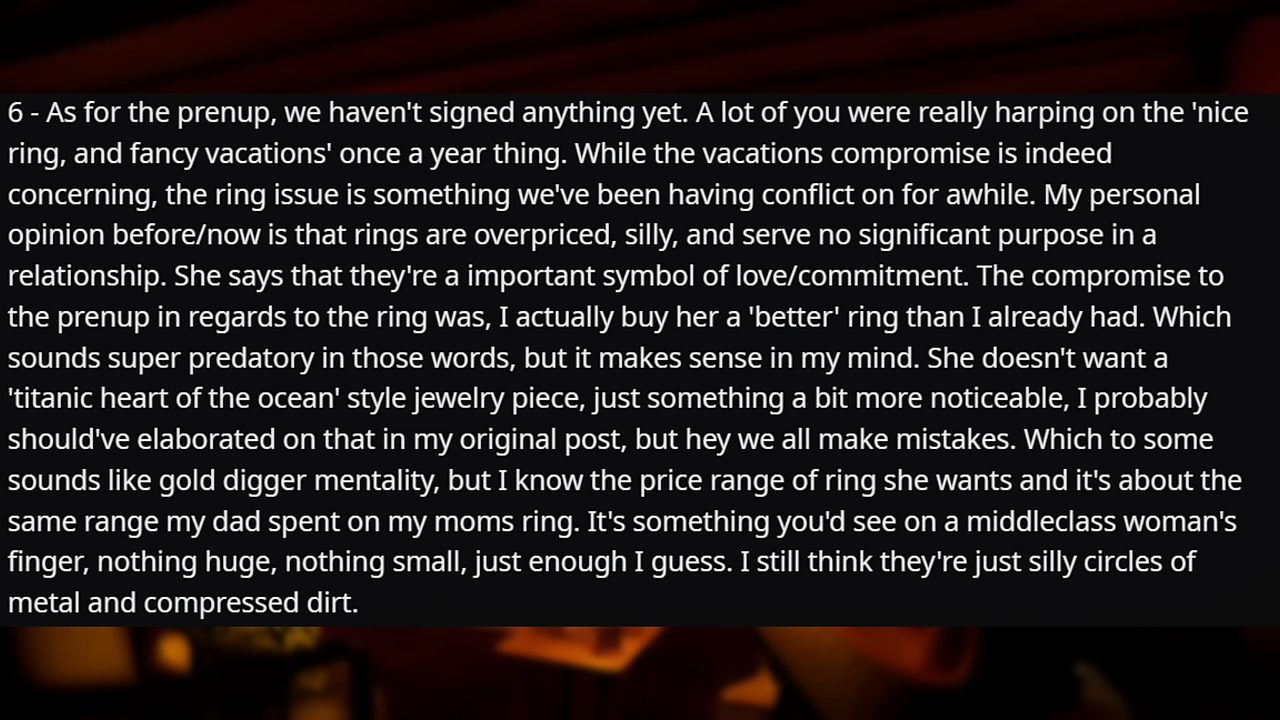 6 - As for the prenup, we haven't signed anything yet. A lot of you were really harping on the 'nice
ring, and fancy vacations' once a year thing. While the vacations compromise is indeed
concerning, the ring issue is something we've been having conflict on for awhile. My personal
opinion before/now is that rings are overpriced, silly, and serve no significant purpose in a
relationship. She says that they're a important symbol of love/commitment. The compromise to
the prenup in regards to the ring was, I actually buy her a 'better' ring than I already had. Which
sounds super predatory in those words, but it makes sense in my mind. She doesn't want a
'titanic heart of the ocean' style jewelry piece, just something a bit more noticeable, I probably
should've elaborated on that in my original post, but hey we all make mistakes. Which to some
sounds like gold digger mentality, but I know the price range of ring she wants and it's about the
same range my dad spent on my moms ring. It's something you'd see on a middleclass woman's
finger, nothing huge, nothing small, just enough I guess. I still think they're just silly circles of
metal and compressed dirt.